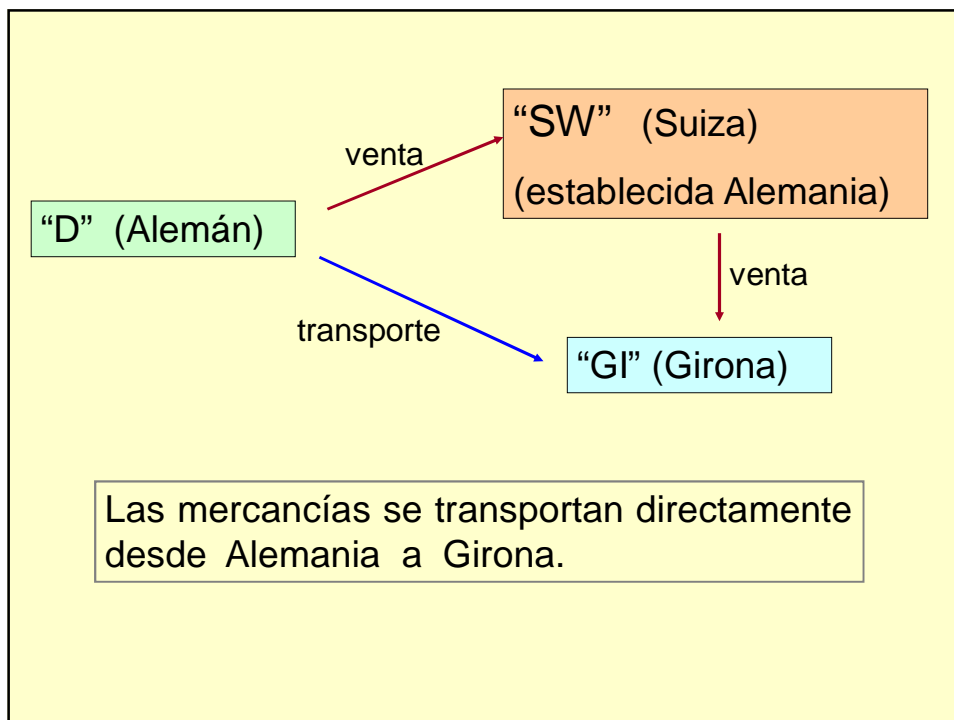 “SW” (Suiza)
(establecida Alemania)
venta
“D” (Alemán)
venta
transporte
“GI” (Girona)
Las mercancías se transportan directamente
desde Alemania a Girona.